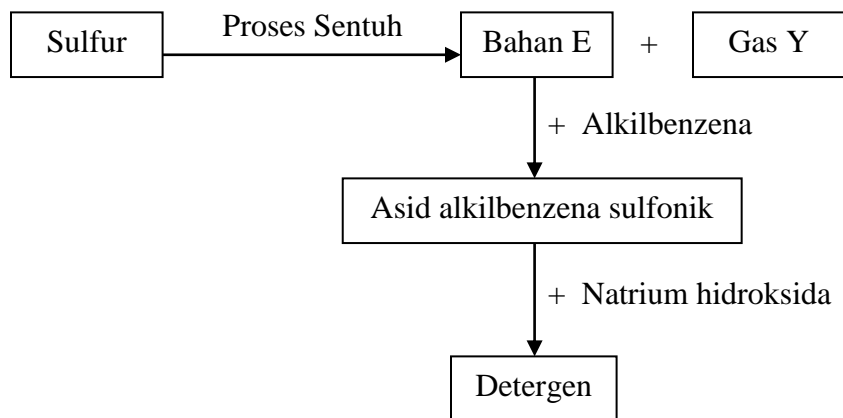 Sulfur
Proses Sentuh
Bahan E + Gas Y
+ Alkilbenzena
Asid alkilbenzena sulfonik
+ Natrium hidroksida
Detergen